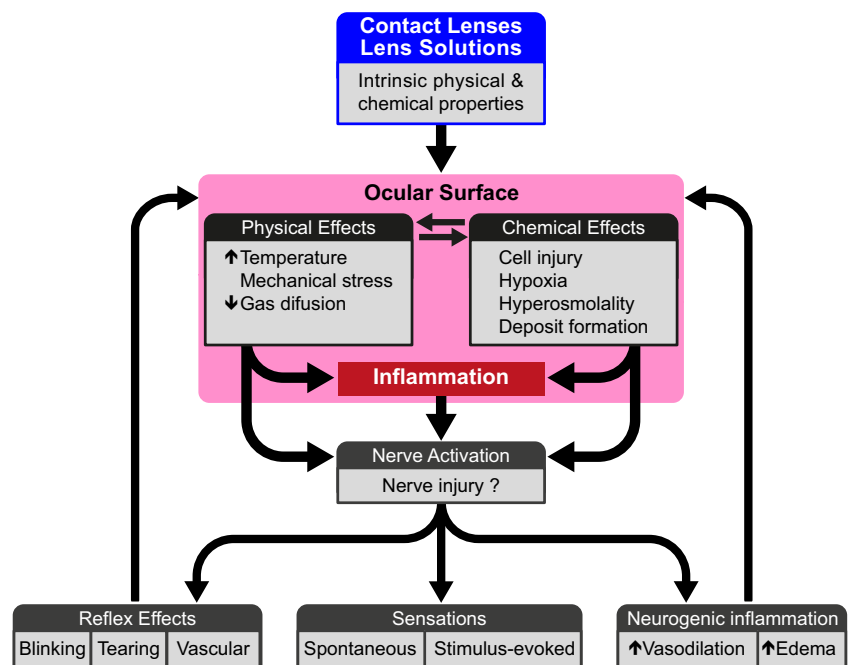 Contact Lenses
Lens Solutions
Intrinsic physical &
chemical properties
Ocular Surface
Physical Effects
↑Temperature
Mechanical stress
↓Gas difusion
Chemical Effects
Cell injury
Hypoxia
Hyperosmolality
Deposit formation
Inflammation
Nerve Activation
Nerve injury ?
Reflex Effects
Blinking
Tearing
Vascular
Sensations
Spontaneous
Stimulus-evoked
Neurogenic inflammation
↑Vasodilation
↑Edema